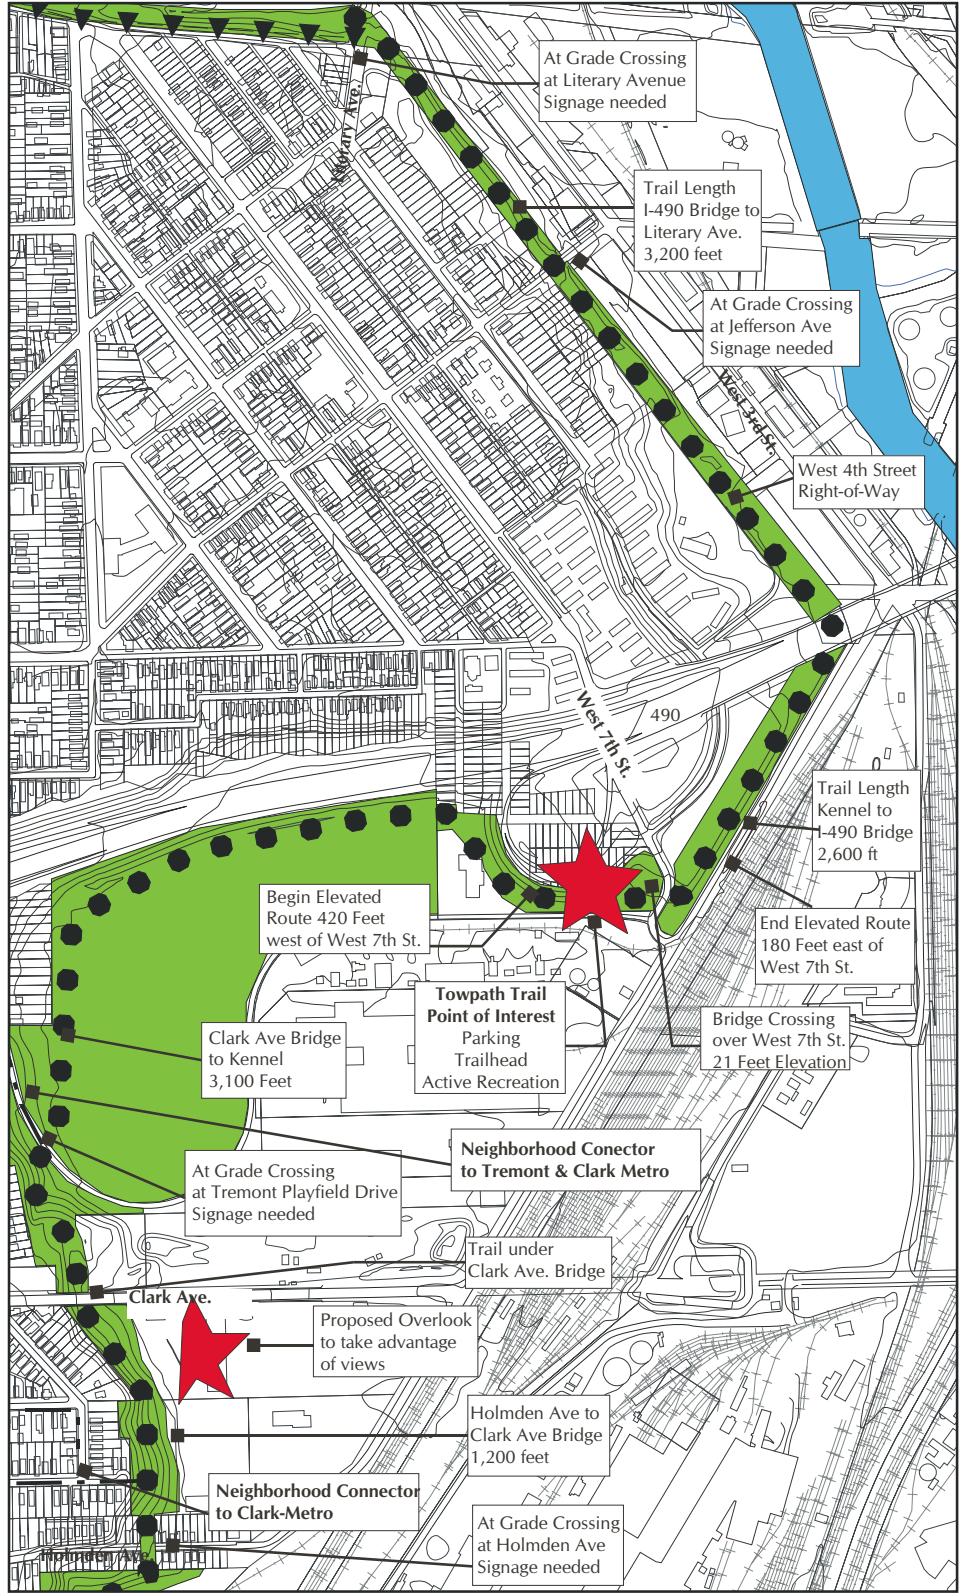 At Grade Crossing
at Literary Avenue
Signage needed
Literary Ave.
Trail Length
I-490 Bridge to
Literary Ave.
3,200 feet
At Grade Crossing
at Jefferson Ave
Signage needed
West 3rd St.
West 4th Street
Right-of-Way
West 7th St.
490
Trail Length
Kennel to
I-490 Bridge
2,600 ft
Begin Elevated
Route 420 Feet
west of West 7th St.
End Elevated Route
180 Feet east of
West 7th St.
Towpath Trail
Point of Interest
Parking
Trailhead
Active Recreation
Bridge Crossing
over West 7th St.
21 Feet Elevation
Clark Ave Bridge
to Kennel
3,100 Feet
Neighborhood Conector
to Tremont & Clark Metro
At Grade Crossing
at Tremont Playfield Drive
Signage needed
Trail under
Clark Ave. Bridge
Clark Ave.
Proposed Overlook
to take advantage
of views
Holmden Ave to
Clark Ave Bridge
1,200 feet
Neighborhood Connector
to Clark-Metro
At Grade Crossing
at Holmden Ave
Signage needed
Holmden Ave.